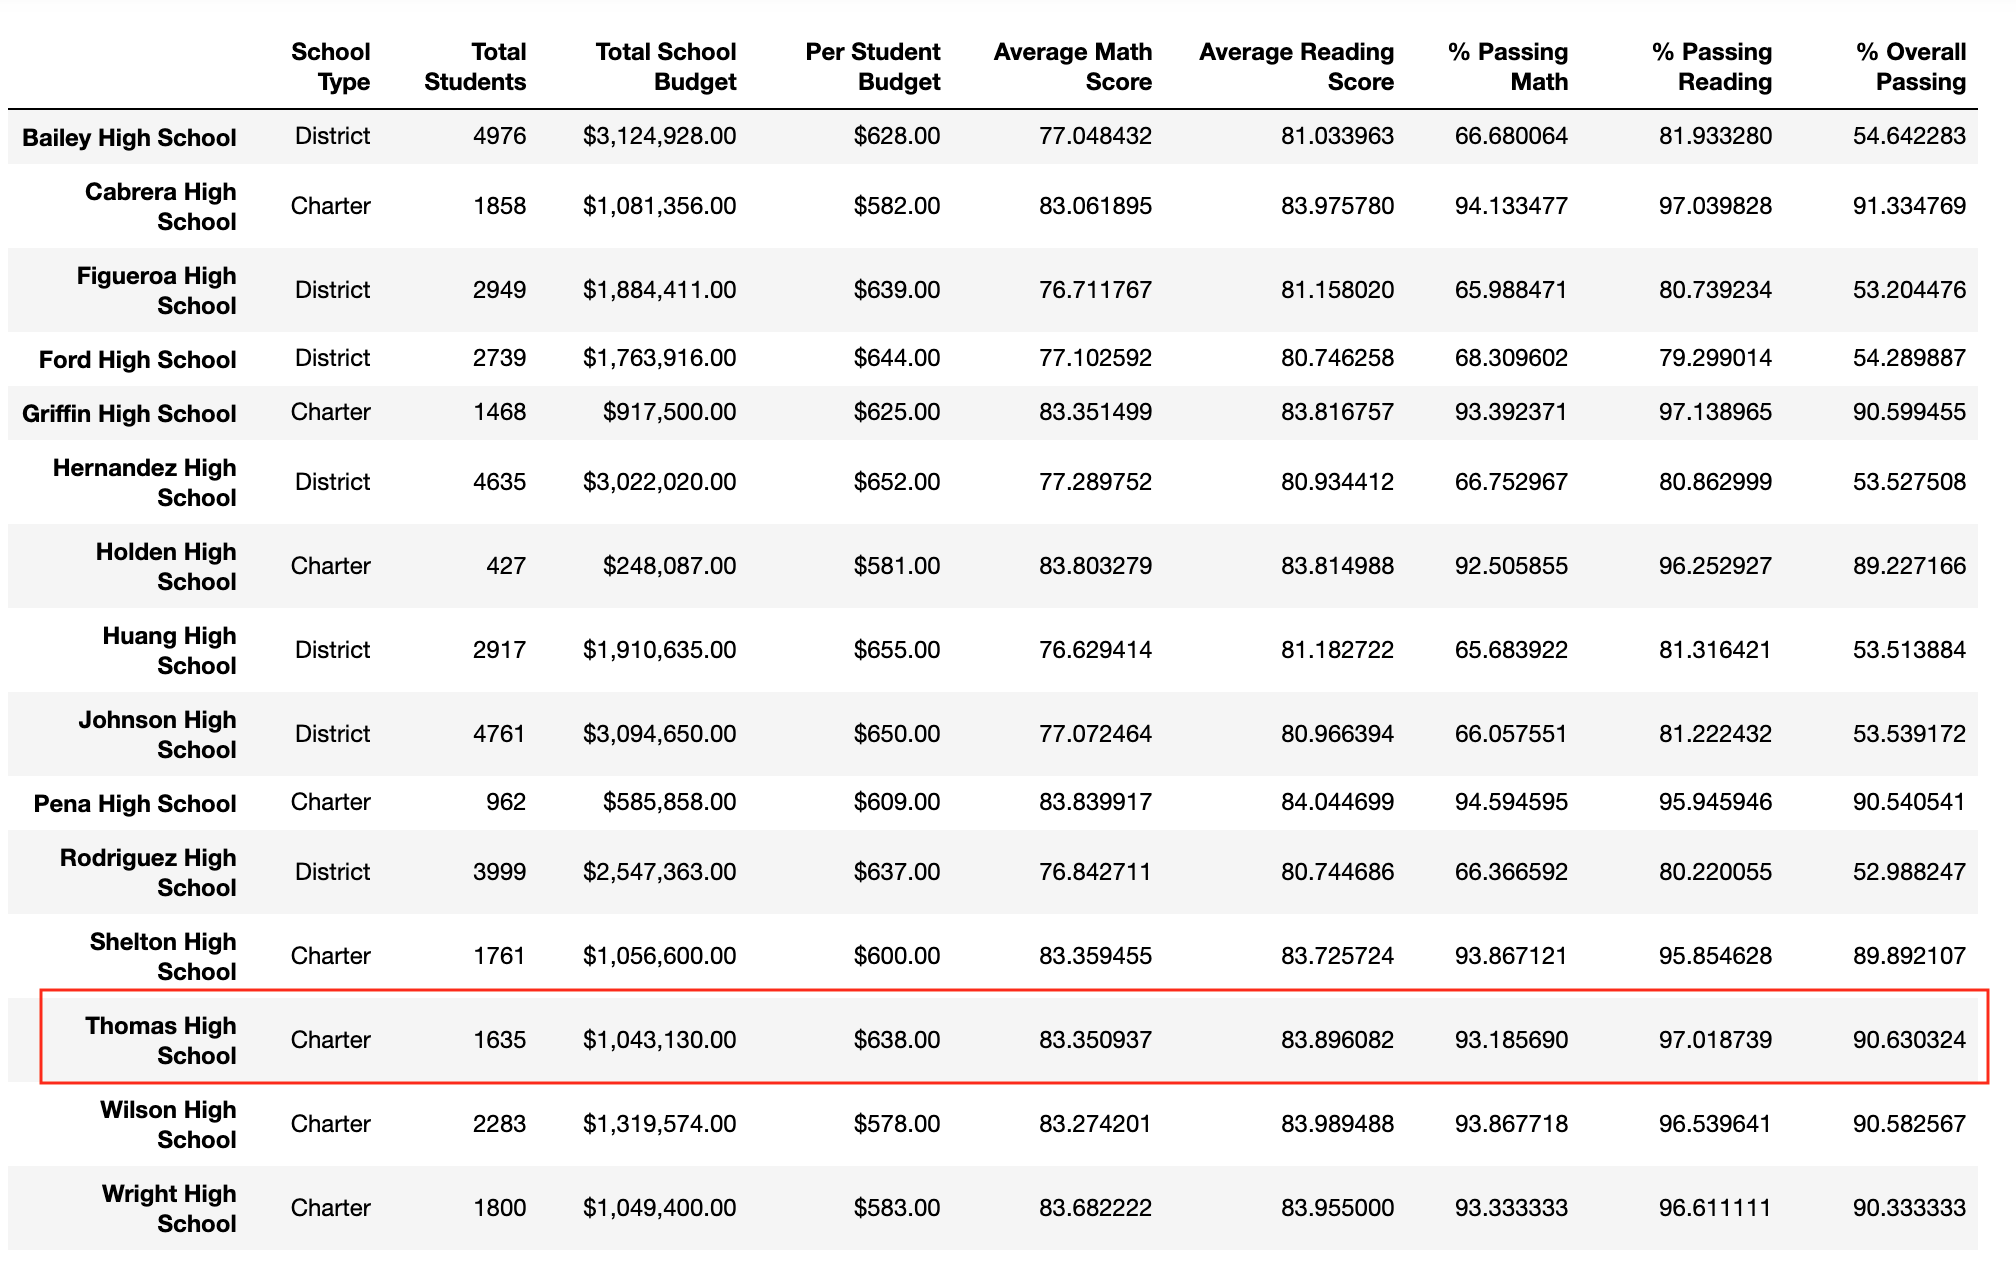 School Total Total School Per Student Average Math Average Reading % Passing % Passing % Overall
Type Students Budget Budget Score Score Math Reading Passing
Bailey High School District 4976 $3,124,928.00 $628.00 77.048432 81.033963 66.680064 81.933280 54.642283
Cabrera High
School Charter 1858 $1,081,356.00 $582.00 83.061895 83.975780 94.133477 97.039828 91.334769
Figueroa High
School District 2949 $1,884,411.00 $639.00 76.711767 81.158020 65.988471 80.739234 53.204476
Ford High School District 2739 $1,763,916.00 $644.00 77.102592 80.746258 68.309602 79.299014 54.289887
Griffin High School Charter 1468 $917,500.00 $625.00 83.351499 83.816757 93.392371 97.138965 90.599455
Hernandez High
School District 4635 $3,022,020.00 $652.00 77.289752 80.934412 66.752967 80.862999 53.527508
Holden High
School Charter 427 $248,087.00 $581.00 83.803279 83.814988 92.505855 96.252927 89.227166
Huang High
School District 2917 $1,910,635.00 $655.00 76.629414 81.182722 65.683922 81.316421 53.513884
Johnson High
School District 4761 $3,094,650.00 $650.00 77.072464 80.966394 66.057551 81.222432 53.539172
Pena High School Charter 962 $585,858.00 $609.00 83.839917 84.044699 94.594595 95.945946 90.540541
Rodriguez High
School District 3999 $2,547,363.00 $637.00 76.842711 80.744686 66.366592 80.220055 52.988247
Shelton High
School Charter 1761 $1,056,600.00 $600.00 83.359455 83.725724 93.867121 95.854628 89.892107
Thomas High
School Charter 1635 $1,043,130.00 $638.00 83.350937 83.896082 93.185690 97.018739 90.630324
Wilson High
School Charter 2283 $1,319,574.00 $578.00 83.274201 83.989488 93.867718 96.539641 90.582567
Wright High
School Charter 1800 $1,049,400.00 $583.00 83.682222 83.955000 93.333333 96.611111 90.333333